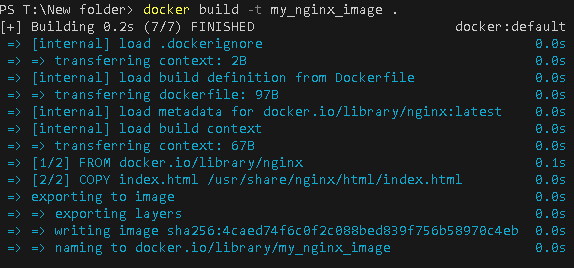 PS T:\New folder> docker build -t my_nginx_image .
[+] Building 0.2s (7/7) FINISHED docker:default
=> [internal] load .dockerignore 0.0s
=> => transferring context: 2B 0.0s
=> [internal] load build definition from Dockerfile 0.0s
=> => transferring dockerfile: 97B 0.0s
=> [internal] load metadata for docker.io/library/nginx:latest 0.0s
=> [internal] load build context 0.0s
=> => transferring context: 67B 0.0s
=> [1/2] FROM docker.io/library/nginx 0.1s
=> [2/2] COPY index.html /usr/share/nginx/html/index.html 0.0s
=> exporting to image 0.0s
=> => exporting layers 0.0s
=> => writing image sha256:4caed74f6c0f2c088bed839f756b58970c4eb 0.0s
=> => naming to docker.io/library/my_nginx_image 0.0s